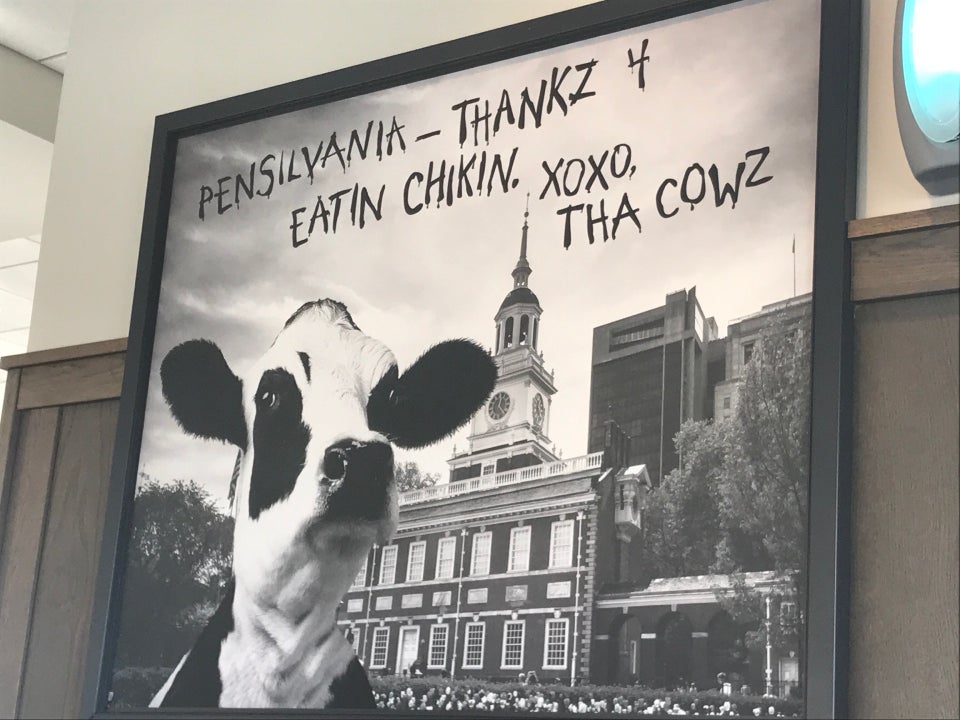 PENSILVANIA – THANKZ 4
EATIN CHIKIN. XOXO,
THA COWZ